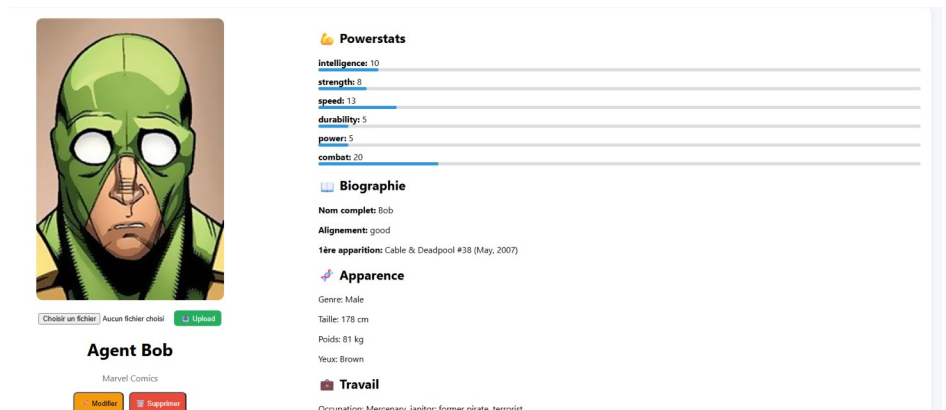 Choisir un fichier Aucun fichier choisi Upload
Agent Bob
Marvel Comics
Modifier Supprimer
Powerstats
intelligence: 10
strength: 8
speed: 13
durability: 5
power: 5
combat: 20
Biographie
Nom complet: Bob
Alignement: good
1ère apparition: Cable & Deadpool #38 (May, 2007)
Apparence
Genre: Male
Taille: 178 cm
Poids: 81 kg
Yeux: Brown
Travail
Occupation: Mercenary, janitor; former pirate, terrorist